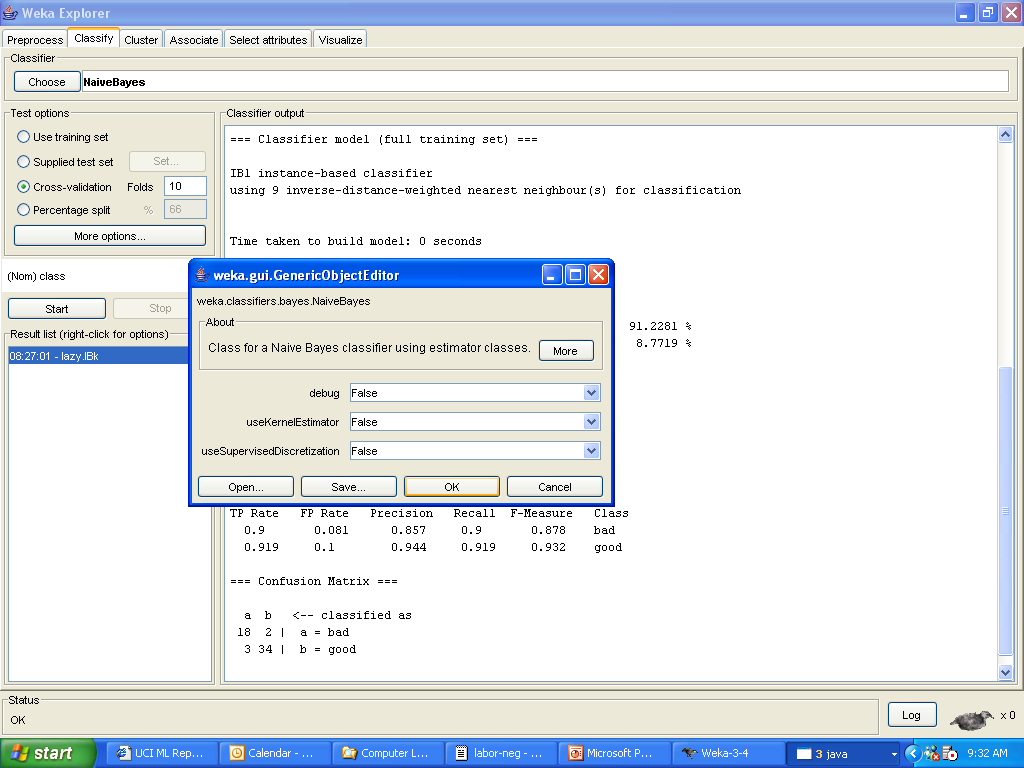 Weka Explorer
Preprocess Classify Cluster Associate Select attributes Visualize
Classifier
Choose NaiveBayes
Test options
Use training set
Supplied test set Set...
Cross-validation Folds 10
Percentage split % 66
More options...
(Nom) class
Start Stop
Result list (right-click for options)
08:27:01 - lazy.IBk
Classifier output
=== Classifier model (full training set) ===
IB1 instance-based classifier
using 9 inverse-distance-weighted nearest neighbour(s) for classification
Time taken to build model: 0 seconds
91.2281 %
8.7719 %
weka.gui.GenericObjectEditor
weka.classifiers.bayes.NaiveBayes
About
Class for a Naive Bayes classifier using estimator classes. More
debug False
useKernelEstimator False
useSupervisedDiscretization False
Open... Save... OK Cancel
TP Rate FP Rate Precision Recall F-Measure Class
0.9 0.081 0.857 0.9 0.878 bad
0.919 0.1 0.944 0.919 0.932 good
=== Confusion Matrix ===
a b <-- classified as
18 2 | a = bad
3 34 | b = good
Status
OK
Log x 0
start UCI ML Rep... Calendar - ... Computer L... labor-neg - ... Microsoft P... Weka-3-4 3 java 9:32 AM